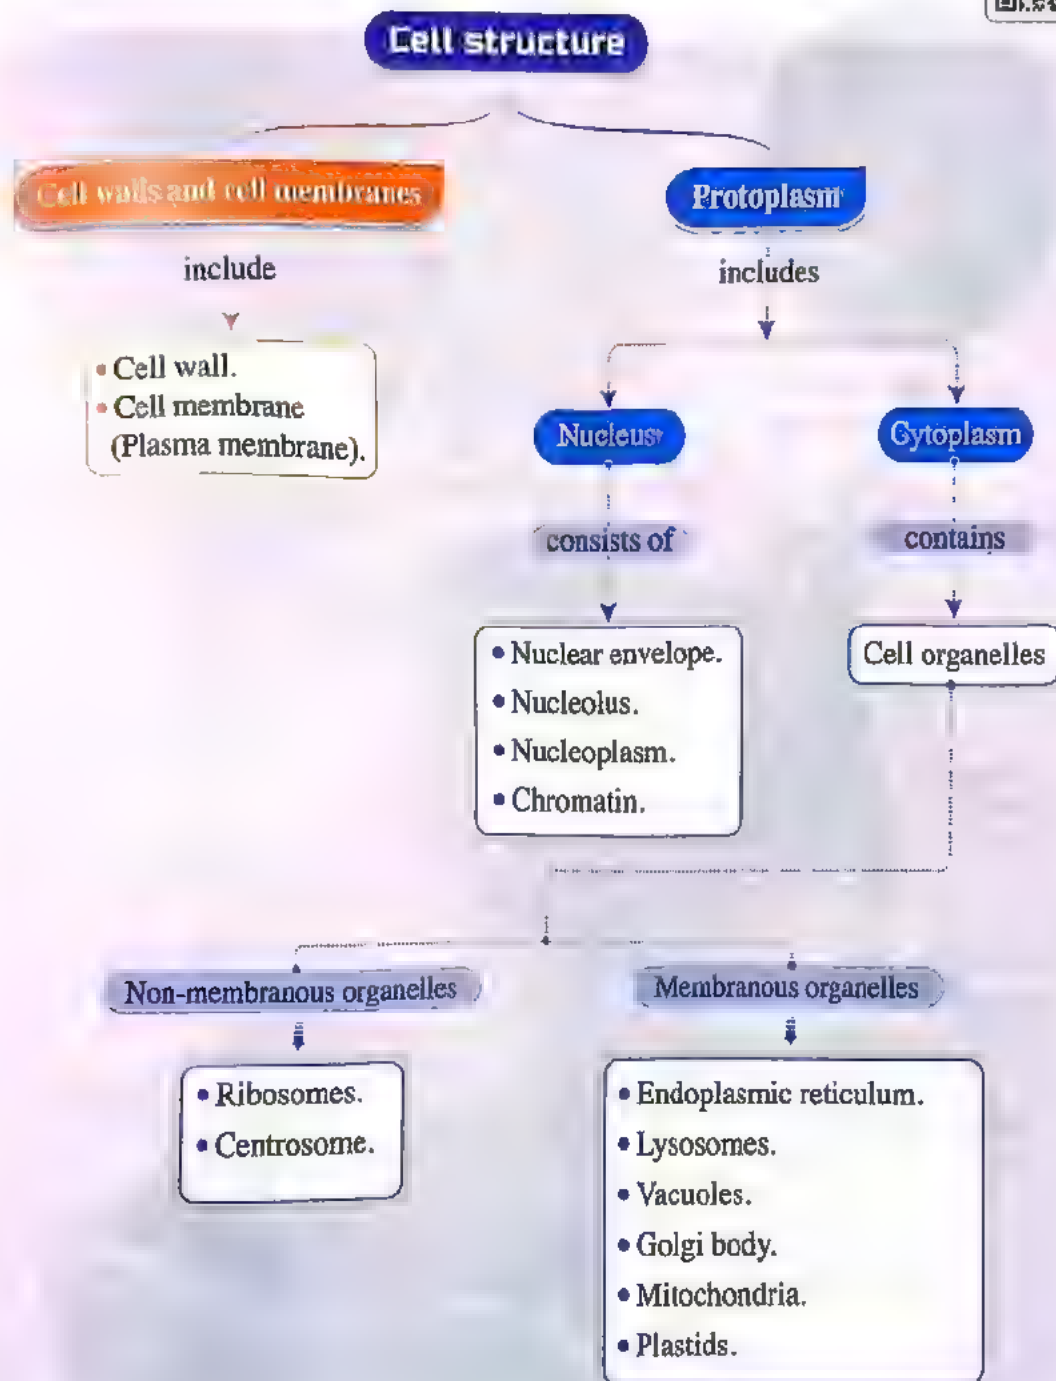 Cell structure
Cell walls and cell membranes
Protoplasm
include
includes
• Cell wall.
• Cell membrane
(Plasma membrane).
Nucleus
Cytoplasm
consists of
contains
• Nuclear envelope.
• Nucleolus.
• Nucleoplasm.
• Chromatin.
Cell organelles
Non-membranous organelles
Membranous organelles
• Ribosomes.
• Centrosome.
• Endoplasmic reticulum.
• Lysosomes.
• Vacuoles.
• Golgi body.
• Mitochondria.
• Plastids.